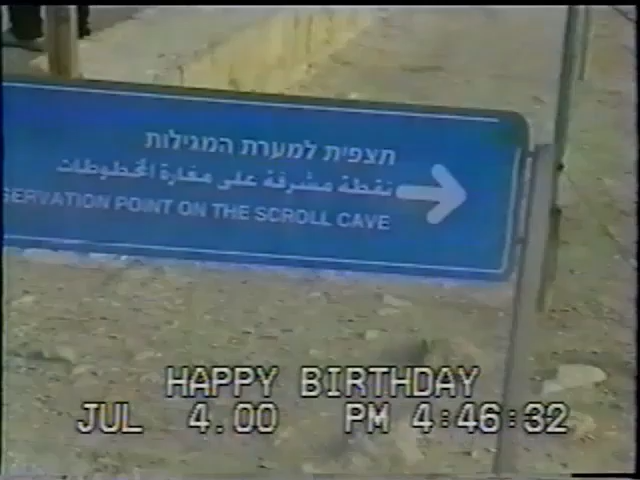 תצפית למערת המגילות
نقطة مشرفة على مغارة المخطوطات
SERVATION POINT ON THE SCROLL CAVE
HAPPY BIRTHDAY
JUL 4.00 PM 4:46:32